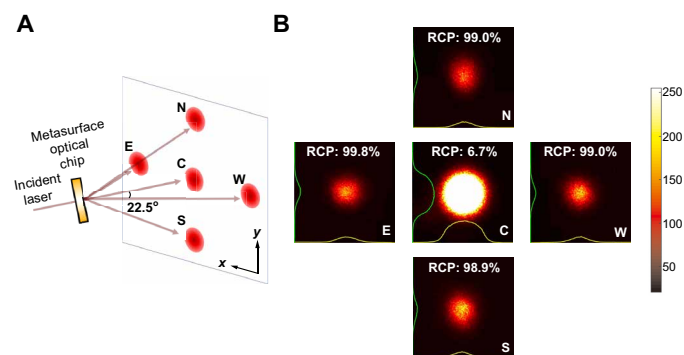 A
B
N
E
C
W
S
Metasurface
optical
chip
Incident
laser
22.5°
y
x
RCP: 99.0%
N
RCP: 99.8%
E
RCP: 6.7%
C
RCP: 99.0%
W
RCP: 98.9%
S
250
200
150
100
50